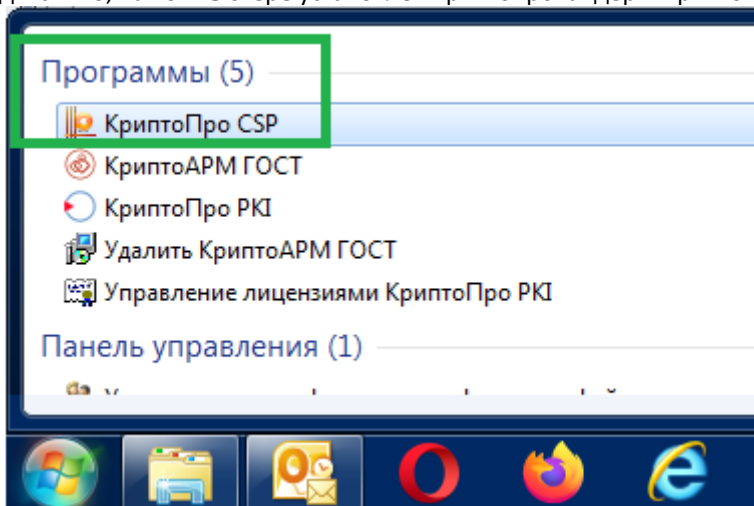 Программы (5)
КриптоПро CSP
КриптоАРМ ГОСТ
КриптоПро PKI
Удалить КриптоАРМ ГОСТ
Управление лицензиями КриптоПро PKI
Панель управления (1)